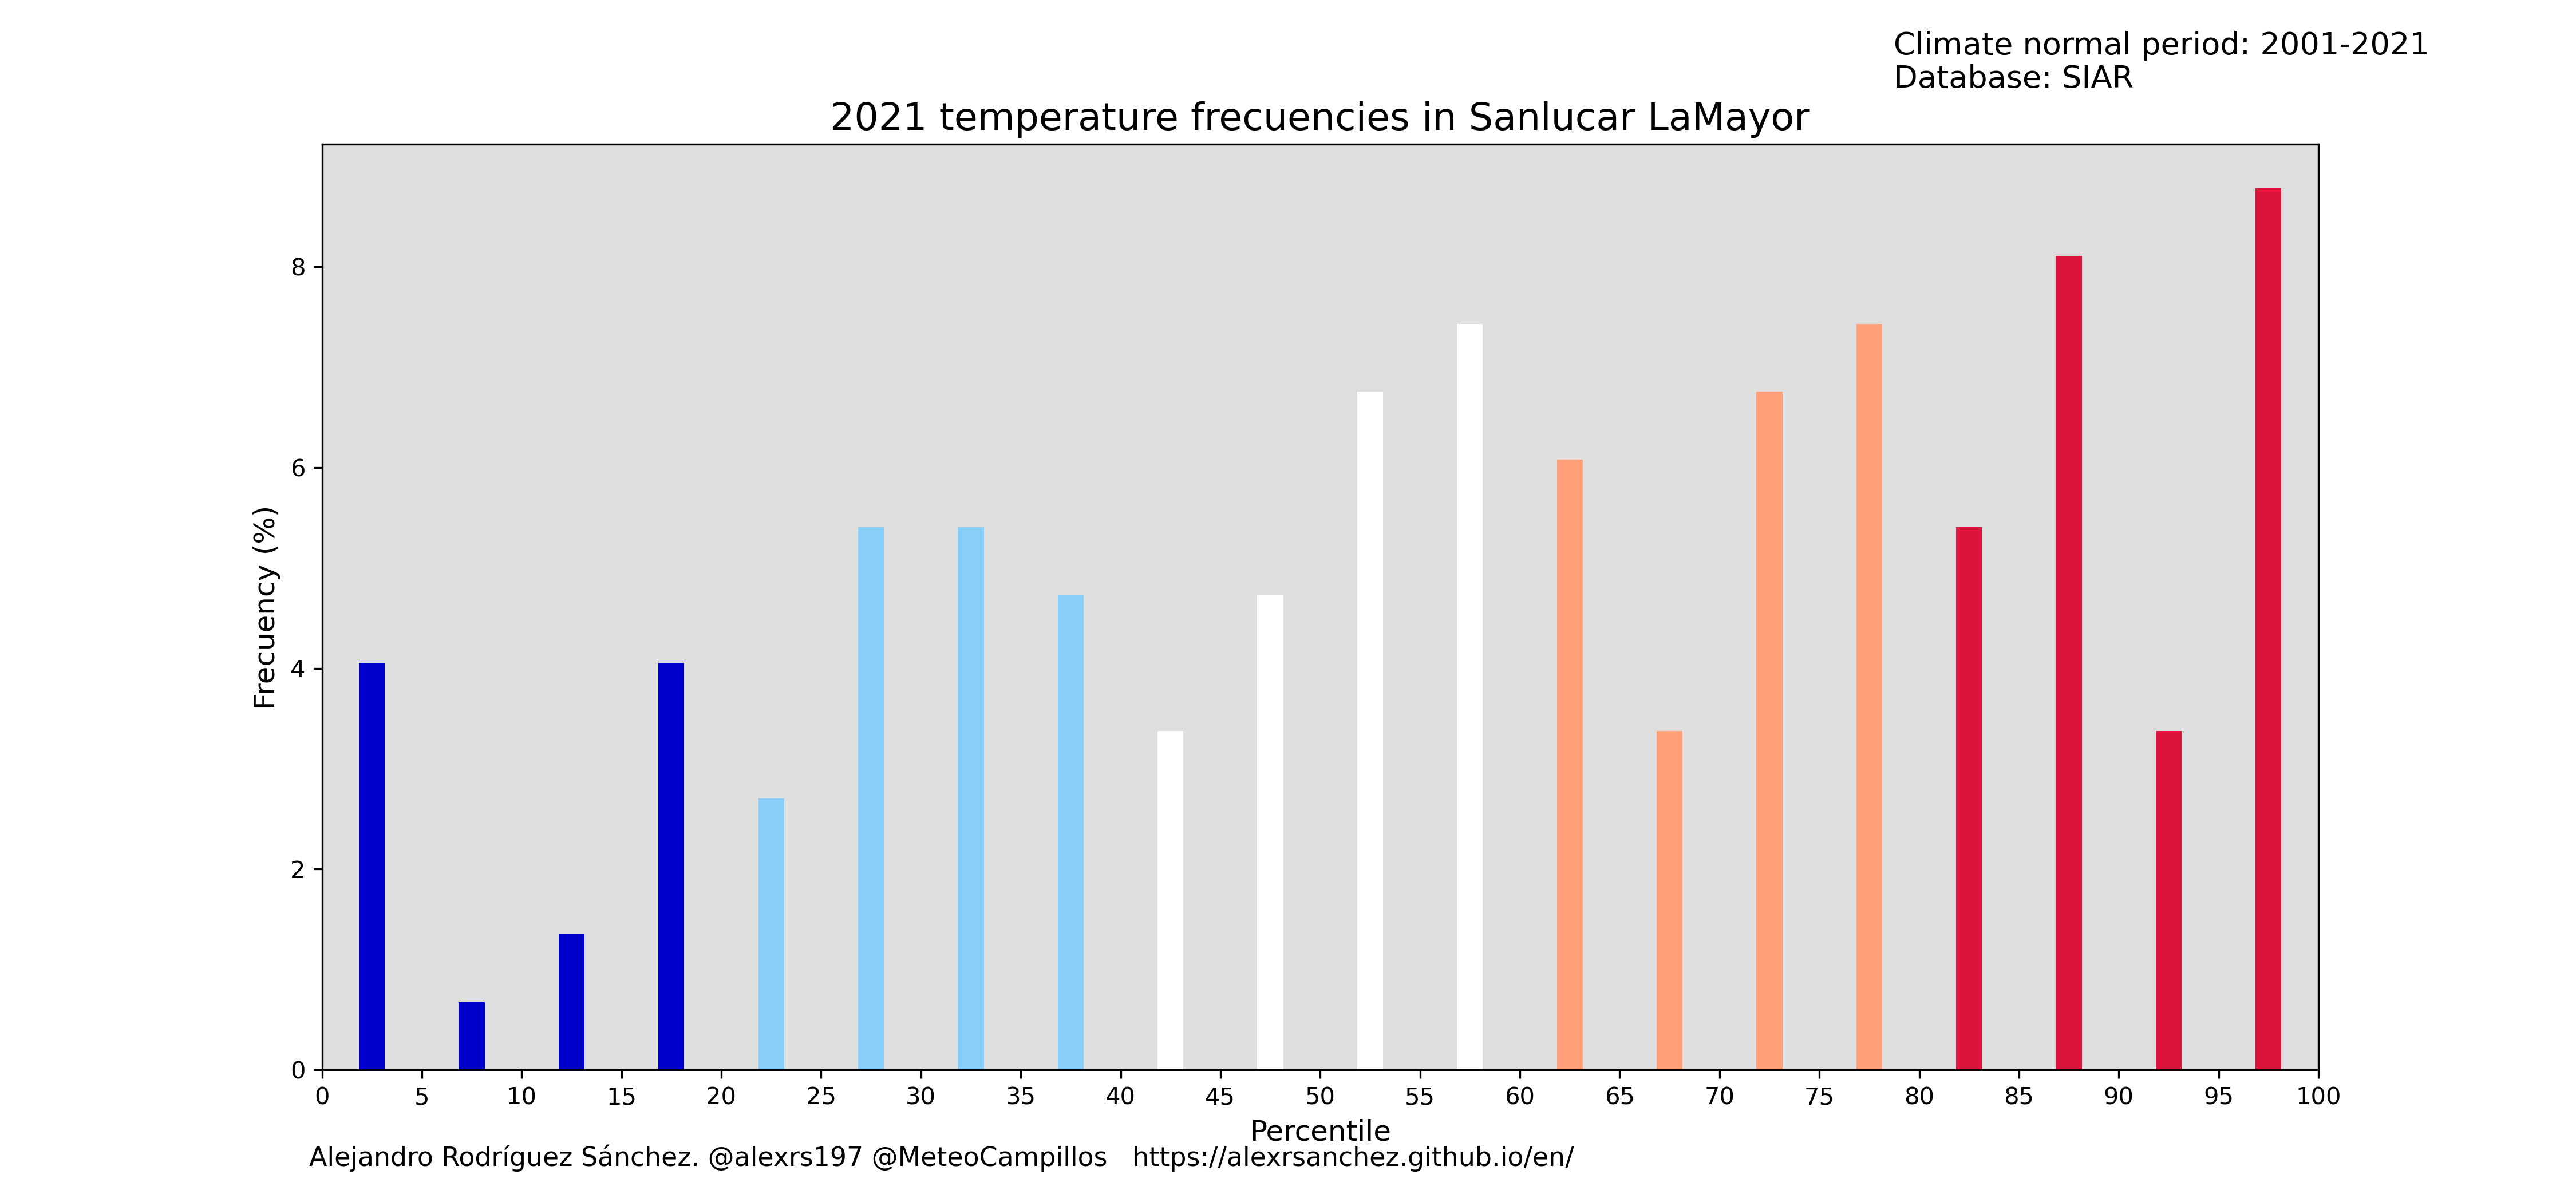 Climate normal period: 2001-2021
Database: SIAR
2021 temperature frecuencies in Sanlucar LaMayor
8
6
4
2
0
Frecuency (%)
0 5 10 15 20 25 30 35 40 45 50 55 60 65 70 75 80 85 90 95 100
Percentile
Alejandro Rodríguez Sánchez. @alexrs197 @MeteoCampillos https://alexrsanchez.github.io/en/